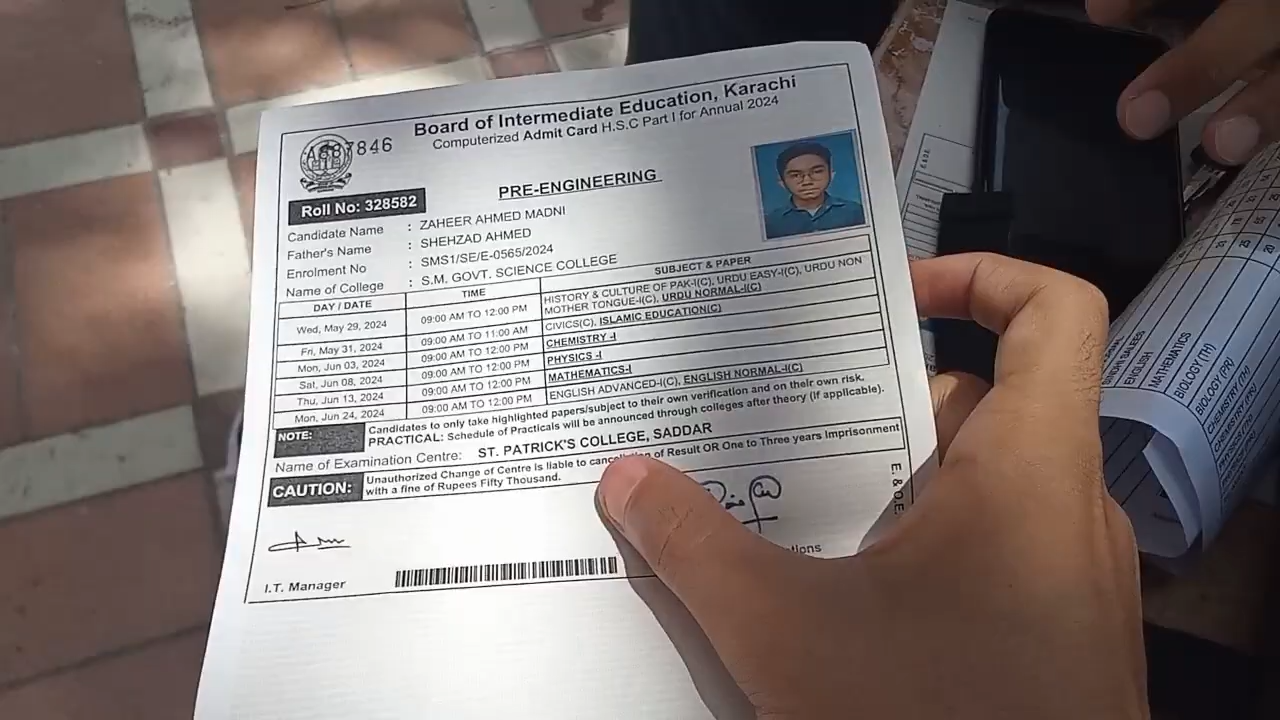 Board of Intermediate Education, Karachi
Computerized Admit Card H.S.C Part I for Annual 2024
7846
PRE-ENGINEERING
Roll No: 328582
Candidate Name : ZAHEER AHMED MADNI
Father's Name : SHEHZAD AHMED
Enrolment No : SMS1/SE/E-0565/2024
Name of College : S.M. GOVT. SCIENCE COLLEGE
DAY / DATE TIME SUBJECT & PAPER
Wed, May 29, 2024 09:00 AM TO 12:00 PM HISTORY & CULTURE OF PAK-I(C), URDU EASY-I(C), URDU NON
MOTHER TONGUE-I(C), URDU NORMAL-I(C)
Fri, May 31, 2024 09:00 AM TO 11:00 AM CIVICS(C), ISLAMIC EDUCATION(C)
Mon, Jun 03, 2024 09:00 AM TO 12:00 PM CHEMISTRY -I
Sat, Jun 08, 2024 09:00 AM TO 12:00 PM PHYSICS -I
Thu, Jun 13, 2024 09:00 AM TO 12:00 PM MATHEMATICS-I
Mon, Jun 24, 2024 09:00 AM TO 12:00 PM ENGLISH ADVANCED-I(C), ENGLISH NORMAL-I(C)
NOTE: Candidates to only take highlighted papers/subject to their own verification and on their own risk.
PRACTICAL: Schedule of Practicals will be announced through colleges after theory (if applicable).
Name of Examination Centre: ST. PATRICK'S COLLEGE, SADDAR
CAUTION: Unauthorized Change of Centre is liable to of Result OR One to Three years Imprisonment
with a fine of Rupees Fifty Thousand.
E. & O.E.
I.T. Manager
ENGLISH
MATHEMATICS
BIOLOGY (TH)
BIOLOGY (PR)
CHEMISTRY (TH)
CHEMISTRY (PR)